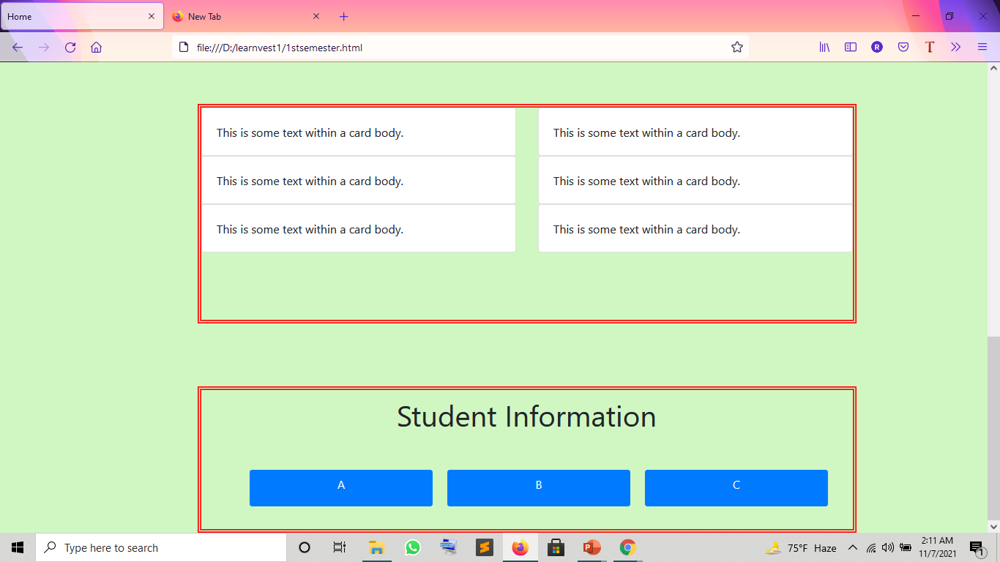 Home
New Tab
file:///D:/learnvest1/1stsemester.html
R
T
This is some text within a card body.
This is some text within a card body.
This is some text within a card body.
This is some text within a card body.
This is some text within a card body.
This is some text within a card body.
Student Information
A
B
C
Type here to search
75°F Haze
2:11 AM
11/7/2021
1